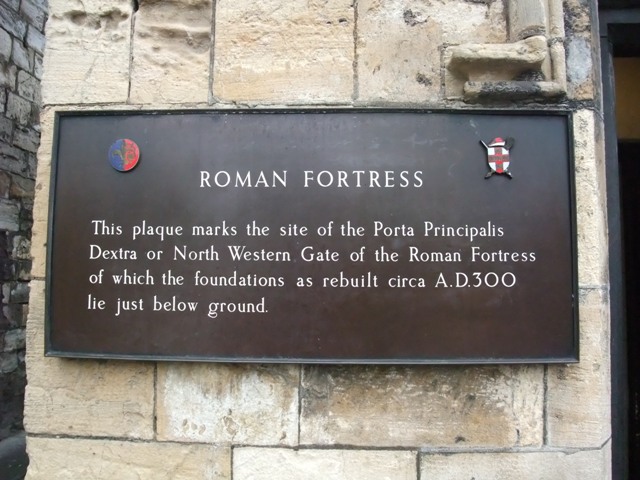 ROMAN FORTRESS
This plaque marks the site of the Porta Principalis
Dextra or North Western Gate of the Roman Fortress
of which the foundations as rebuilt circa A.D.300
lie just below ground.